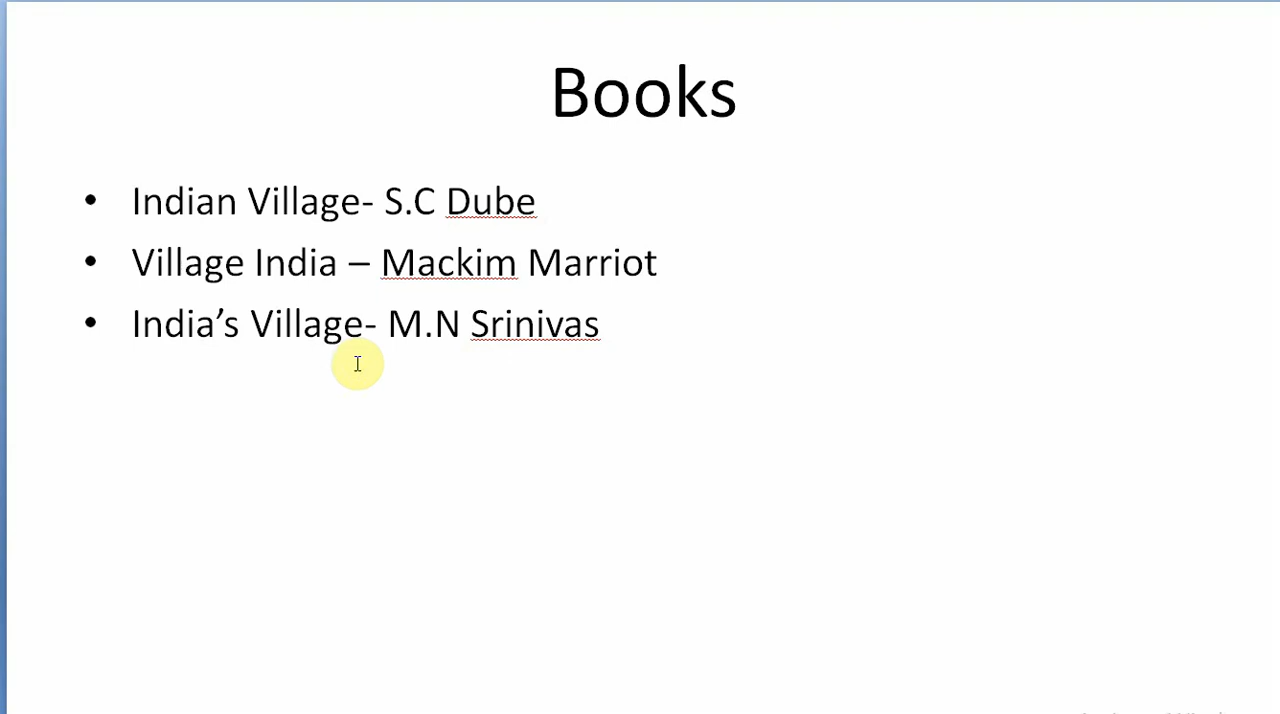 Books
• Indian Village- S.C Dube
• Village India – Mackim Marriot
• India’s Village- M.N Srinivas